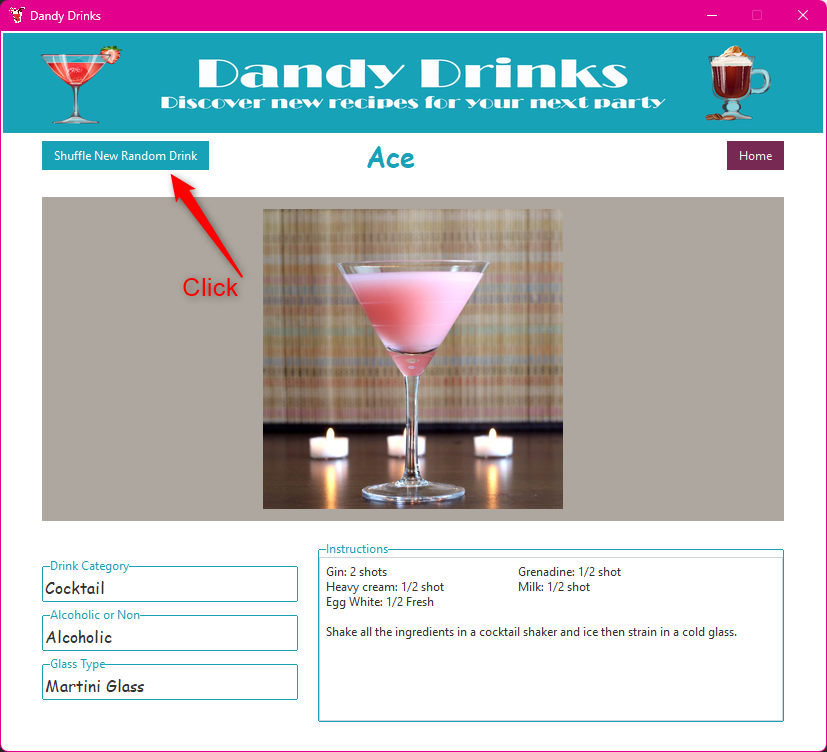 Dandy Drinks
Dandy Drinks
Discover new recipes for your next party
Shuffle New Random Drink
Ace
Home
Click
Drink Category
Cocktail
Alcoholic or Non
Alcoholic
Glass Type
Martini Glass
Instructions
Gin: 2 shots Grenadine: 1/2 shot
Heavy cream: 1/2 shot Milk: 1/2 shot
Egg White: 1/2 Fresh
Shake all the ingredients in a cocktail shaker and ice then strain in a cold glass.